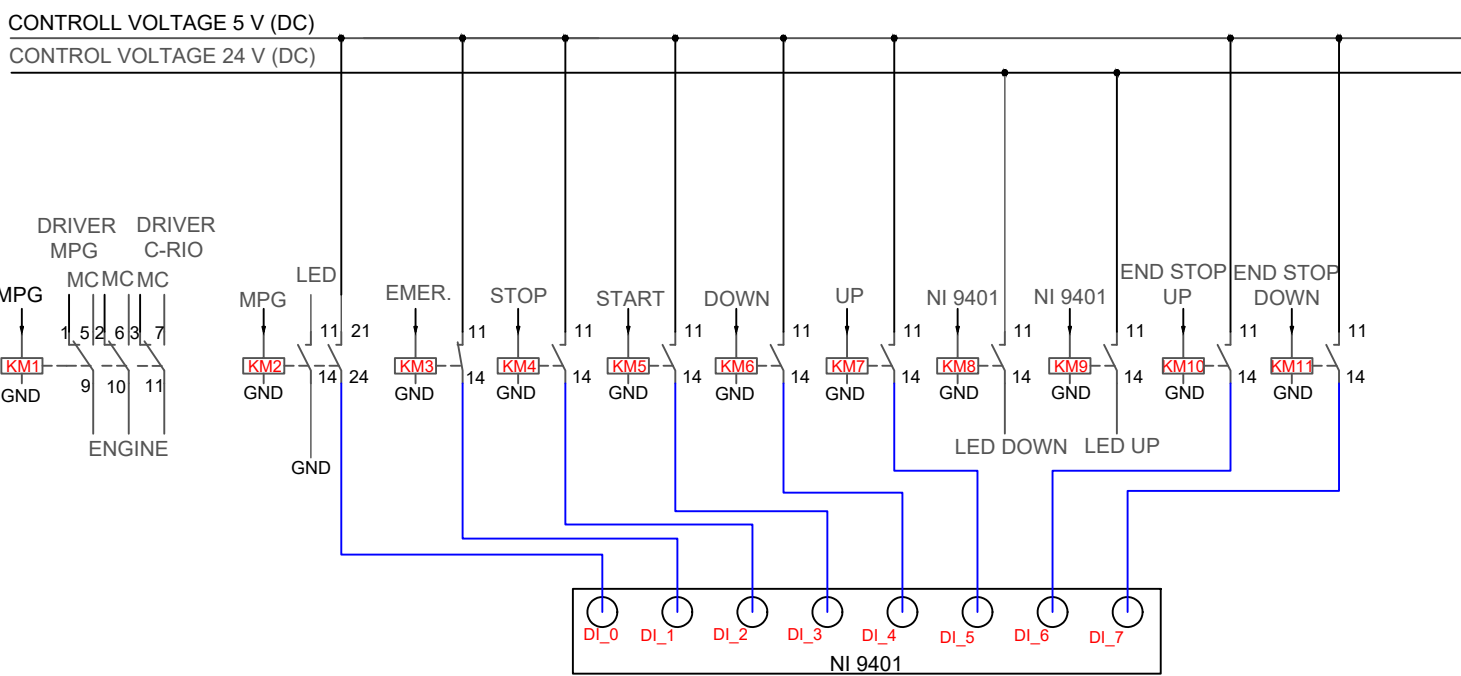 CONTROLL VOLTAGE 5 V (DC)
CONTROL VOLTAGE 24 V (DC)
DRIVER DRIVER
MPG C-RIO
MC MC MC
MPG
LED
MPG
EMER.
STOP
START
DOWN
UP
NI 9401
NI 9401
END STOP
UP
END STOP
DOWN
1 5 2 6 3 7
11 21
11
11
11
11
11
11
11
11
11
KM1
KM2
KM3
KM4
KM5
KM6
KM7
KM8
KM9
KM10
KM11
9 10 11
14 24
14
14
14
14
14
14
14
14
14
GND
GND
GND
GND
GND
GND
GND
GND
GND
GND
GND
ENGINE
GND
LED DOWN
LED UP
DI_0
DI_1
DI_2
DI_3
DI_4
DI_5
DI_6
DI_7
NI 9401